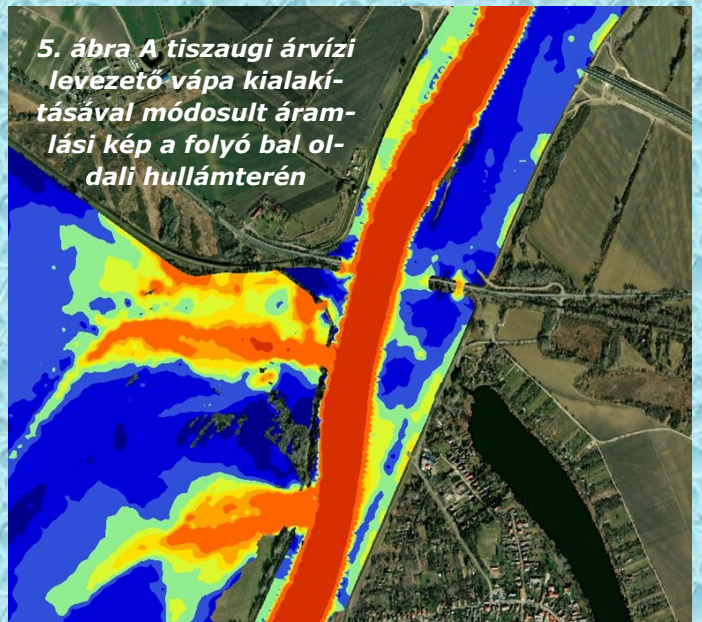 5. ábra A tiszaugi árvízi
levezető vápa kialakí-
tásával módosult áram-
lási kép a folyó bal ol-
dali hullámterén